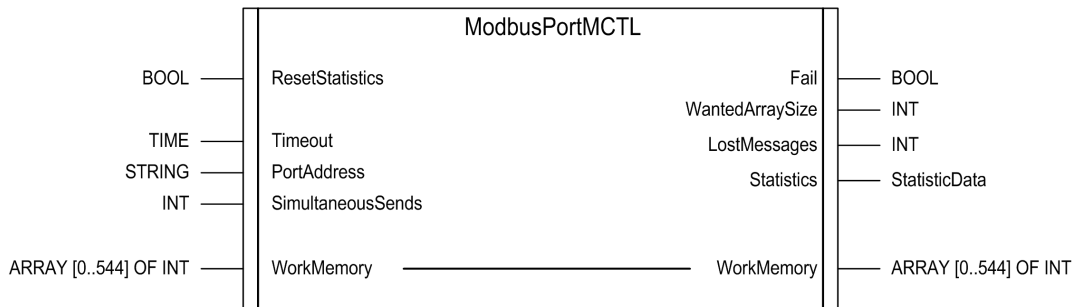 ModbusPortMCTL
BOOL ResetStatistics Fail BOOL
WantedArraySize INT
TIME Timeout LostMessages INT
STRING PortAddress Statistics StatisticData
INT SimultaneousSends
ARRAY [0..544] OF INT WorkMemory WorkMemory ARRAY [0..544] OF INT